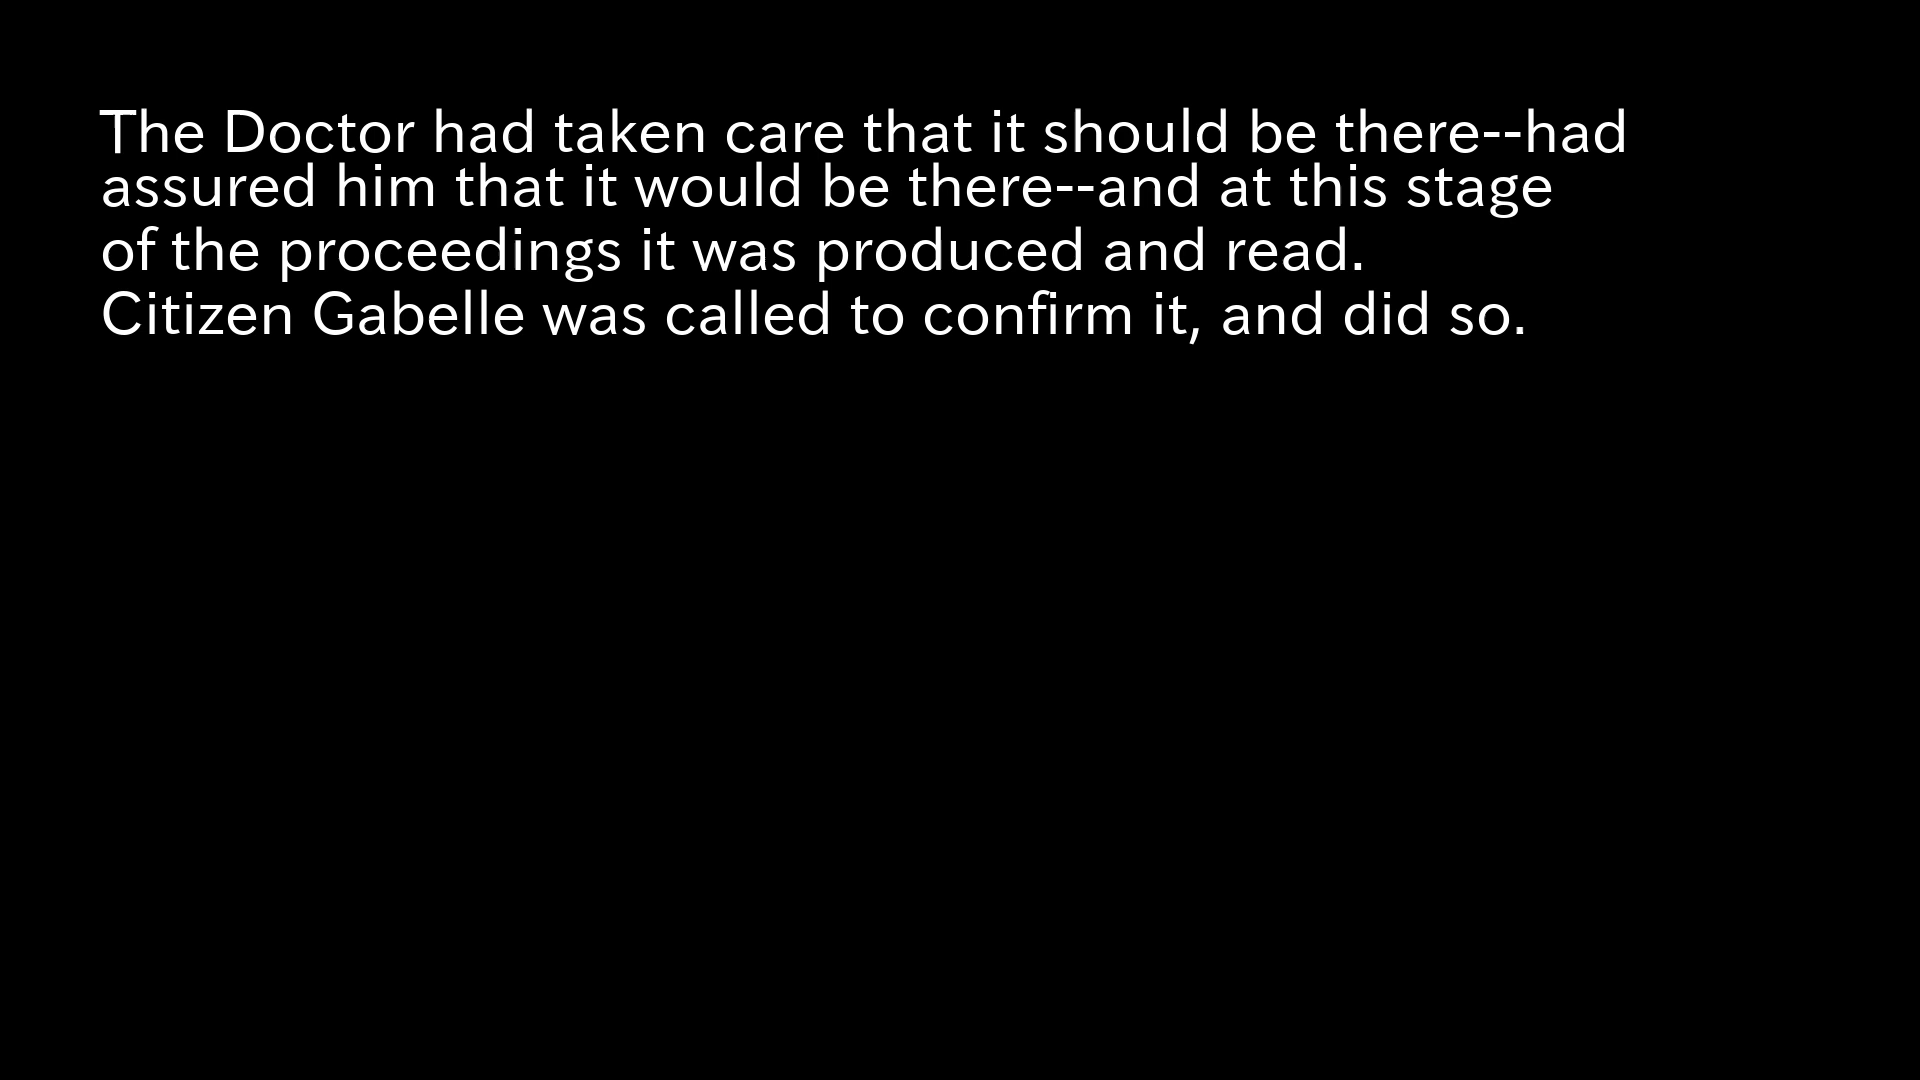 The Doctor had taken care that it should be there--had
assured him that it would be there--and at this stage
of the proceedings it was produced and read.
Citizen Gabelle was called to confirm it, and did so.